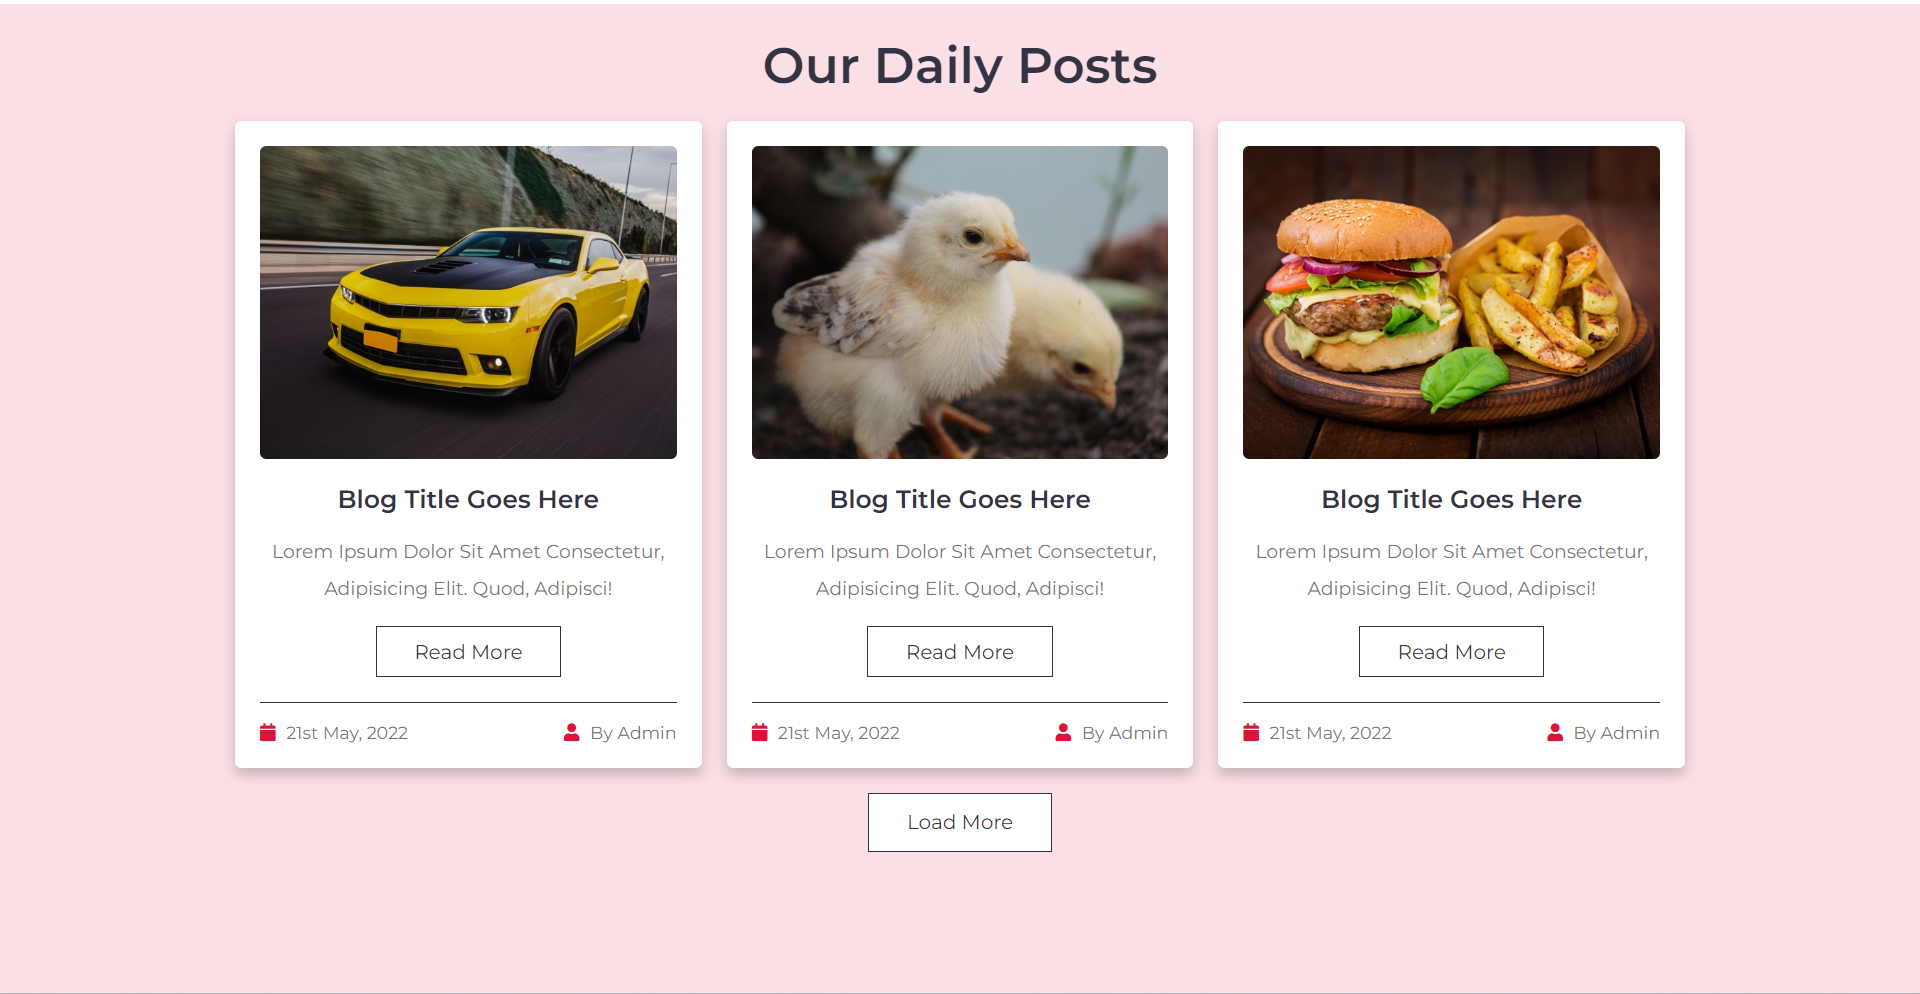 Our Daily Posts
Blog Title Goes Here
Lorem Ipsum Dolor Sit Amet Consectetur,
Adipisicing Elit. Quod, Adipisci!
Read More
21st May, 2022
By Admin
Blog Title Goes Here
Lorem Ipsum Dolor Sit Amet Consectetur,
Adipisicing Elit. Quod, Adipisci!
Read More
21st May, 2022
By Admin
Blog Title Goes Here
Lorem Ipsum Dolor Sit Amet Consectetur,
Adipisicing Elit. Quod, Adipisci!
Read More
21st May, 2022
By Admin
Load More